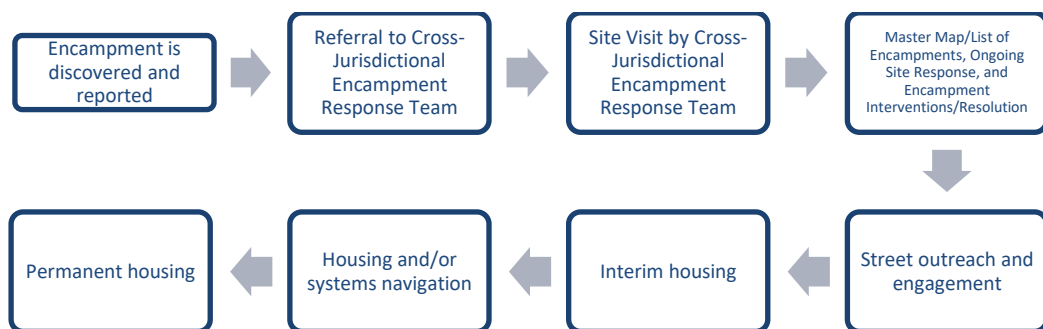 Encampment is
discovered and
reported
Referral to Cross-
Jurisdictional
Encampment
Response Team
Site Visit by Cross-
Jurisdictional
Encampment
Response Team
Master Map/List of
Encampments, Ongoing
Site Response, and
Encampment
Interventions/Resolution
Street outreach and
engagement
Interim housing
Housing and/or
systems navigation
Permanent housing